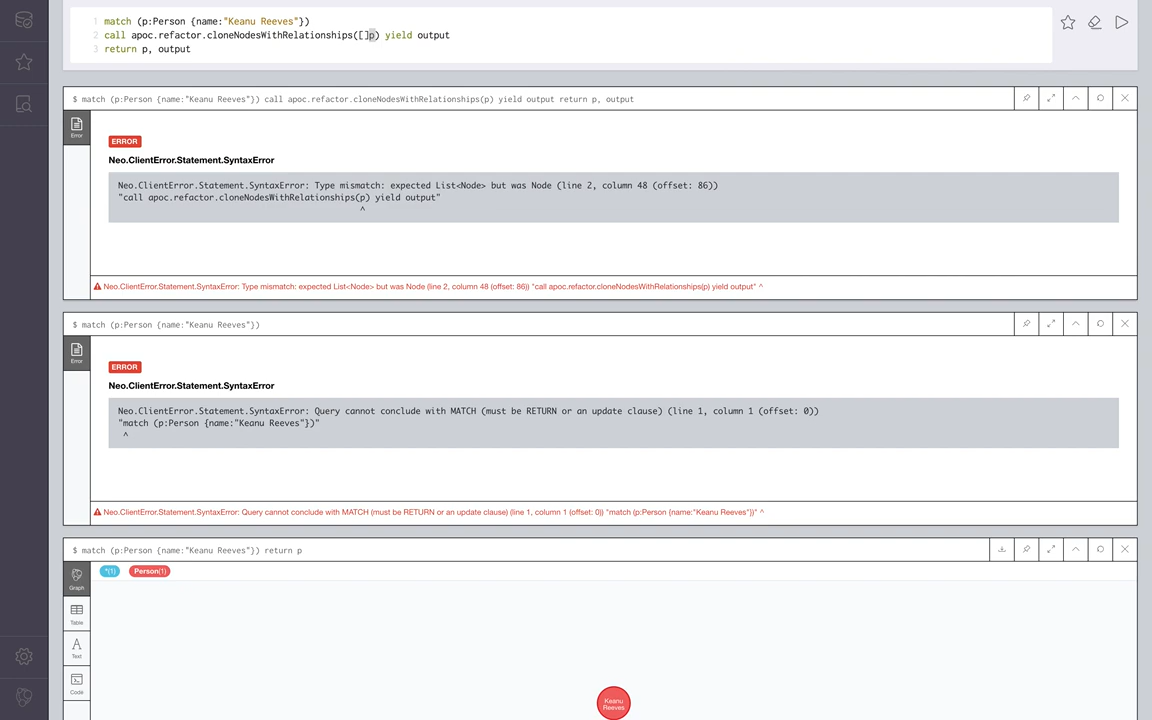 1 match (p:Person {name:"Keanu Reeves"})
2 call apoc.refactor.cloneNodesWithRelationships([]p) yield output
3 return p, output
$ match (p:Person {name:"Keanu Reeves"}) call apoc.refactor.cloneNodesWithRelationships(p) yield output return p, output
Error
ERROR
Neo.ClientError.Statement.SyntaxError
Neo.ClientError.Statement.SyntaxError: Type mismatch: expected List<Node> but was Node (line 2, column 48 (offset: 86))
"call apoc.refactor.cloneNodesWithRelationships(p) yield output"
^
Neo.ClientError.Statement.SyntaxError: Type mismatch: expected List<Node> but was Node (line 2, column 48 (offset: 86)) "call apoc.refactor.cloneNodesWithRelationships(p) yield output" ^
$ match (p:Person {name:"Keanu Reeves"})
Error
ERROR
Neo.ClientError.Statement.SyntaxError
Neo.ClientError.Statement.SyntaxError: Query cannot conclude with MATCH (must be RETURN or an update clause) (line 1, column 1 (offset: 0))
"match (p:Person {name:"Keanu Reeves"})"
^
Neo.ClientError.Statement.SyntaxError: Query cannot conclude with MATCH (must be RETURN or an update clause) (line 1, column 1 (offset: 0)) "match (p:Person {name:"Keanu Reeves"})" ^
$ match (p:Person {name:"Keanu Reeves"}) return p
*(1) Person(1)
Graph
Table
A
Text
Code
Keanu
Reeves